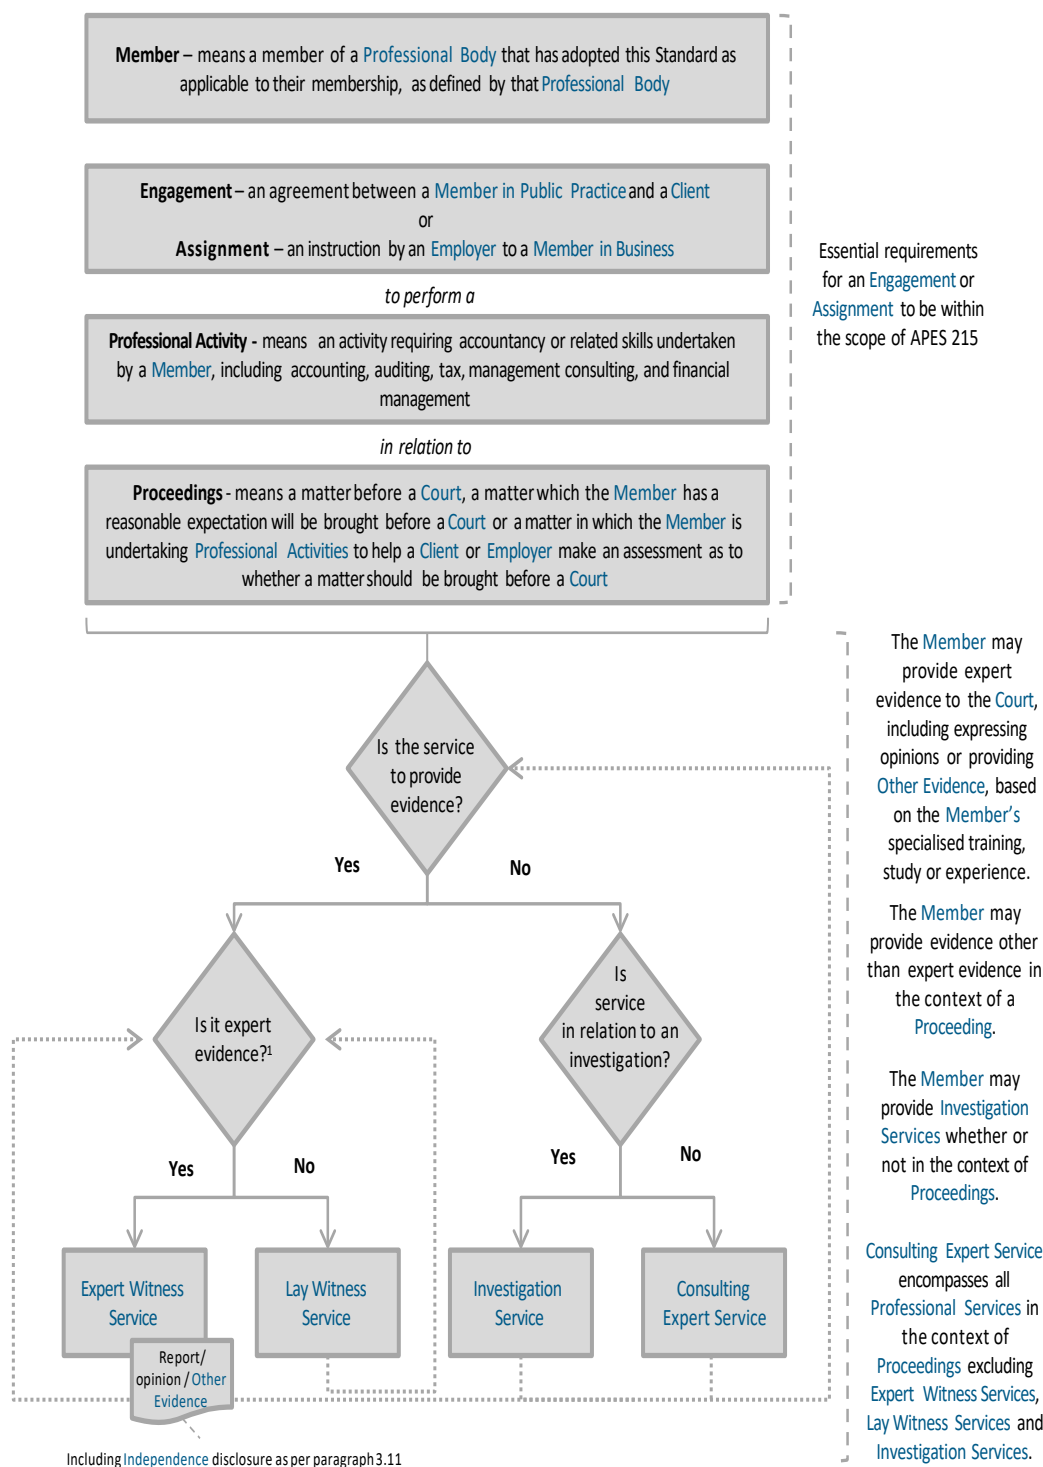 Member – means a member of a Professional Body that has adopted this Standard as
applicable to their membership, as defined by that Professional Body
Engagement – an agreement between a Member in Public Practice and a Client
or
Assignment – an instruction by an Employer to a Member in Business
to perform a
Professional Activity - means an activity requiring accountancy or related skills undertaken
by a Member, including accounting, auditing, tax, management consulting, and financial
management
in relation to
Proceedings - means a matter before a Court, a matter which the Member has a
reasonable expectation will be brought before a Court or a matter in which the Member is
undertaking Professional Activities to help a Client or Employer make an assessment as to
whether a matter should be brought before a Court
Essential requirements
for an Engagement or
Assignment to be within
the scope of APES 215
Is the service
to provide
evidence?
Yes
No
Is it expert
evidence?1
Is
service
in relation to an
investigation?
Yes
No
Yes
No
Expert Witness
Service
Lay Witness
Service
Investigation
Service
Consulting
Expert Service
Report/
opinion / Other
Evidence
Including Independence disclosure as per paragraph 3.11
The Member may
provide expert
evidence to the Court,
including expressing
opinions or providing
Other Evidence, based
on the Member's
specialised training,
study or experience.
The Member may
provide evidence other
than expert evidence in
the context of a
Proceeding.
The Member may
provide Investigation
Services whether or
not in the context of
Proceedings.
Consulting Expert Service
encompasses all
Professional Services in
the context of
Proceedings excluding
Expert Witness Services,
Lay Witness Services and
Investigation Services.